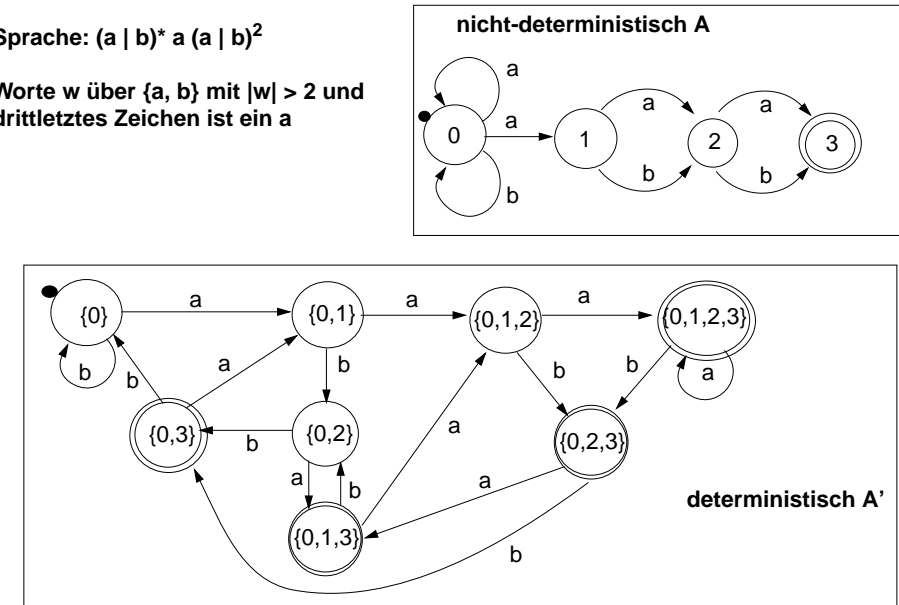 Sprache: (a | b)* a (a | b)2
Worte w über {a, b} mit |w| > 2 und
drittletztes Zeichen ist ein a
nicht-deterministisch A
a
0
a
1
a
2
a
3
b
b
b
{0}
a
{0,1}
a
{0,1,2}
a
{0,1,2,3}
b
b
a
b
b
b
a
{0,3}
b
{0,2}
a
{0,2,3}
a
b
a
{0,1,3}
b
deterministisch A’